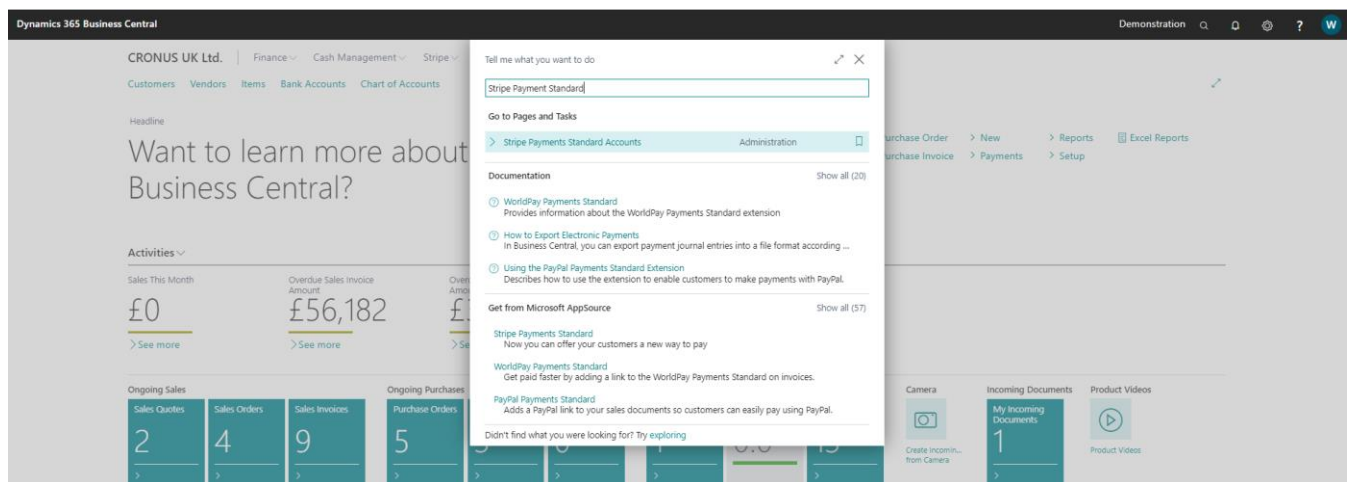 Dynamics 365 Business Central
Demonstration
?
W
CRONUS UK Ltd.
Finance
Cash Management
Stripe
Customers
Vendors
Items
Bank Accounts
Chart of Accounts
Headline
Want to learn more about
Business Central?
Tell me what you want to do
Stripe Payment Standard
Go to Pages and Tasks
> Stripe Payments Standard Accounts
Administration
Documentation
Show all (20)
WorldPay Payments Standard
Provides information about the WorldPay Payments Standard extension
How to Export Electronic Payments
In Business Central, you can export payment journal entries into a file format according ...
Using the PayPal Payments Standard Extension
Describes how to use the extension to enable customers to make payments with PayPal.
Get from Microsoft AppSource
Show all (57)
Stripe Payments Standard
Now you can offer your customers a new way to pay
WorldPay Payments Standard
Get paid faster by adding a link to the WorldPay Payments Standard on invoices.
PayPal Payments Standard
Adds a PayPal link to your sales documents so customers can easily pay using PayPal.
Didn't find what you were looking for? Try exploring
Order
> New
> Reports
Excel Reports
Invoice
> Payments
> Setup
Activities
Sales This Month
£0
> See more
Overdue Sales Invoice
Amount
£56,182
> See more
Ongoing Sales
Sales Quotes
2
Sales Orders
4
Sales Invoices
9
Ongoing Purchases
Purchase Orders
5
Camera
Create Incomin...
from Camera
Incoming Documents
My Incoming
Documents
1
Product Videos
Product Videos